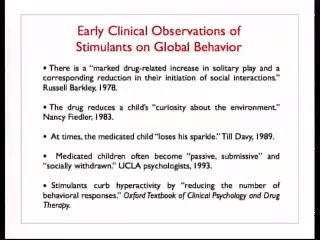 Early Clinical Observations of
Stimulants on Global Behavior
• There is a “marked drug-related increase in solitary play and a
corresponding reduction in their initiation of social interactions.”
Russell Barkley, 1978.
• The drug reduces a child’s “curiosity about the environment.”
Nancy Fiedler, 1983.
• At times, the medicated child “loses his sparkle.” Till Davy, 1989.
• Medicated children often become “passive, submissive” and
“socially withdrawn.” UCLA psychologists, 1993.
• Stimulants curb hyperactivity by “reducing the number of
behavioral responses.” Oxford Textbook of Clinical Psychology and Drug
Therapy.